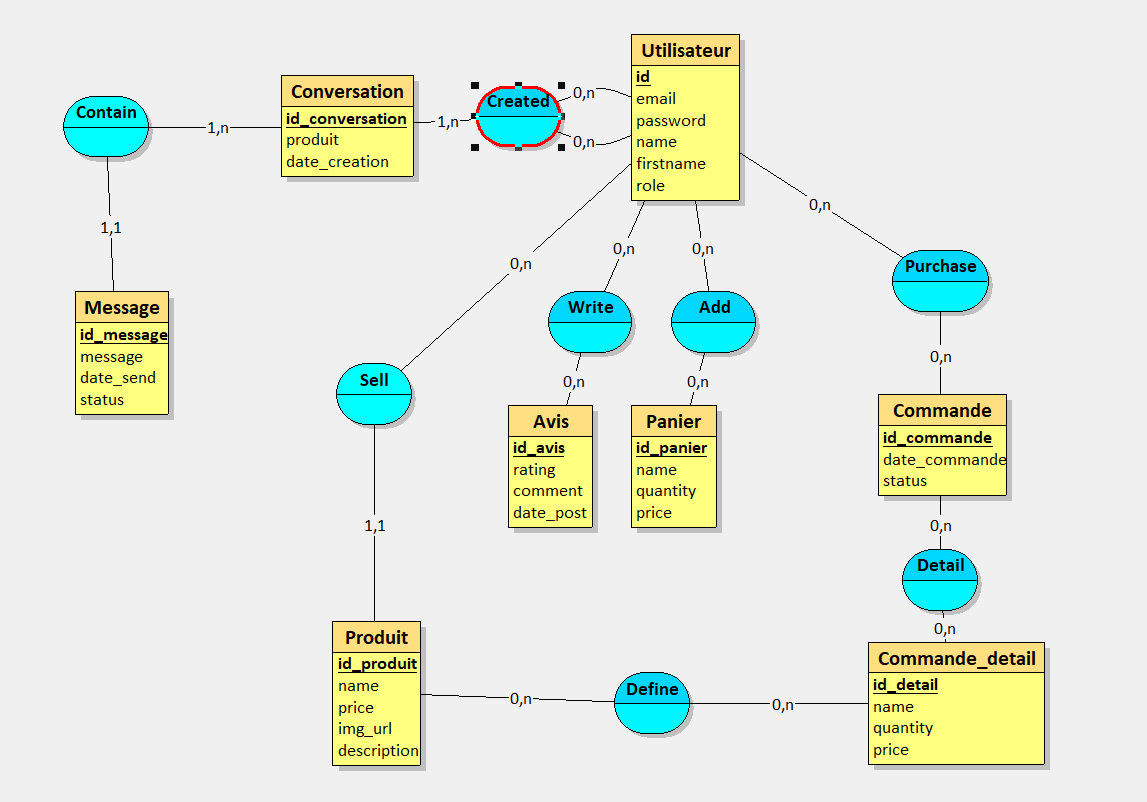 Utilisateur
id
email
password
name
firstname
role
Conversation
id_conversation
produit
date_creation
Created
0,n
0,n
1,n
Contain
1,n
1,1
Message
id_message
message
date_send
status
0,n
0,n
0,n
0,n
Purchase
Write
Add
Sell
0,n
0,n
0,n
Avis
id_avis
rating
comment
date_post
Panier
id_panier
name
quantity
price
Commande
id_commande
date_commande
status
1,1
0,n
Detail
0,n
Produit
id_produit
name
price
img_url
description
0,n
Define
0,n
Commande_detail
id_detail
name
quantity
price